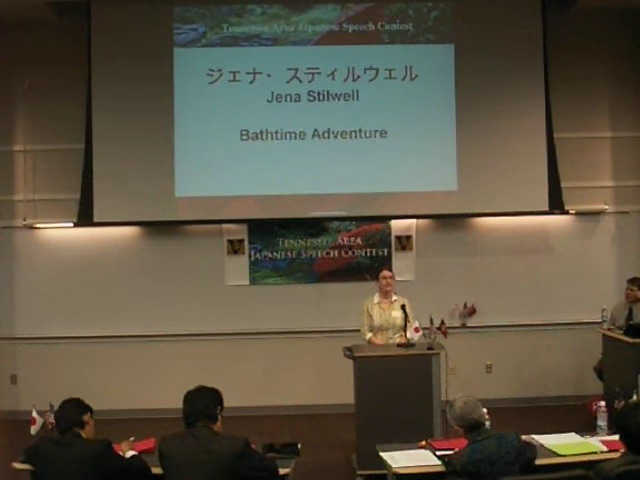 Tennessee Area Japanese Speech Contest
ジェナ・スティルウェル
Jena Stilwell
Bathtime Adventure
TENNESSEE AREA
JAPANESE SPEECH CONTEST